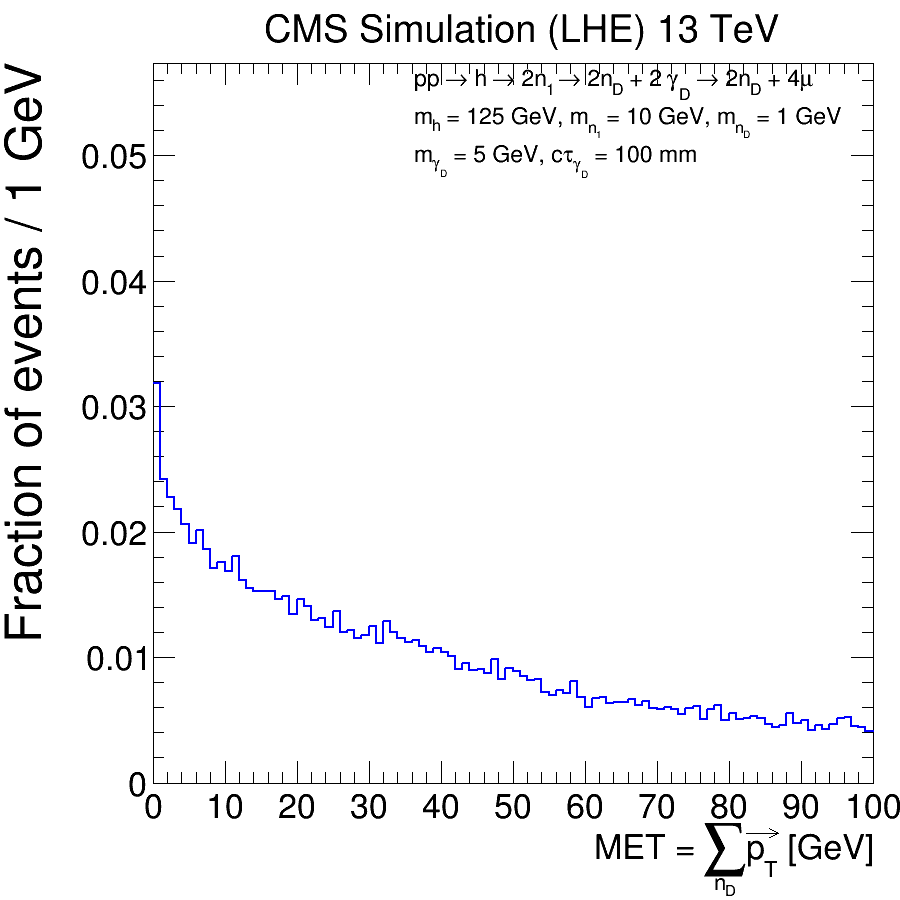 CMS Simulation (LHE) 13 TeV
pp → h → 2n₁ → 2n_D + 2 γ_D → 2n_D + 4μ
m_h = 125 GeV, m_n₁ = 10 GeV, m_n_D = 1 GeV
m_γ_D = 5 GeV, cτ_γ_D = 100 mm
Fraction of events / 1 GeV
0.05
0.04
0.03
0.02
0.01
0
0 10 20 30 40 50 60 70 80 90 100
MET = ∑_n_D p⃗_T [GeV]